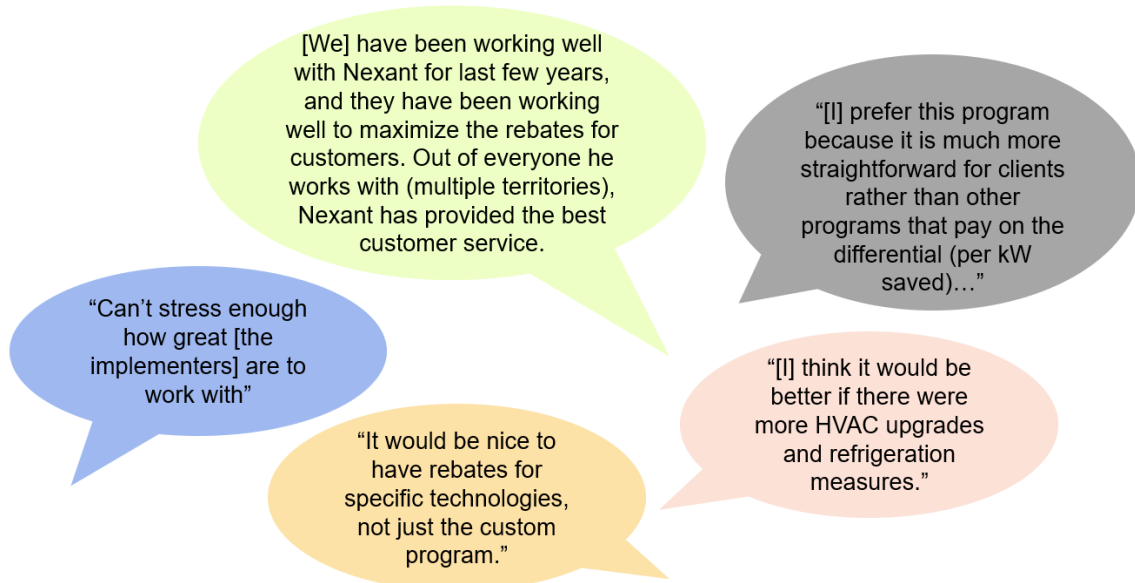 [We] have been working well
with Nexant for last few years,
and they have been working
well to maximize the rebates for
customers. Out of everyone he
works with (multiple territories),
Nexant has provided the best
customer service.
“[I] prefer this program
because it is much more
straightforward for clients
rather than other
programs that pay on the
differential (per kW
saved)…”
“Can’t stress enough
how great [the
implementers] are to
work with”
“[I] think it would be
better if there were
more HVAC upgrades
and refrigeration
measures.”
“It would be nice to
have rebates for
specific technologies,
not just the custom
program.”